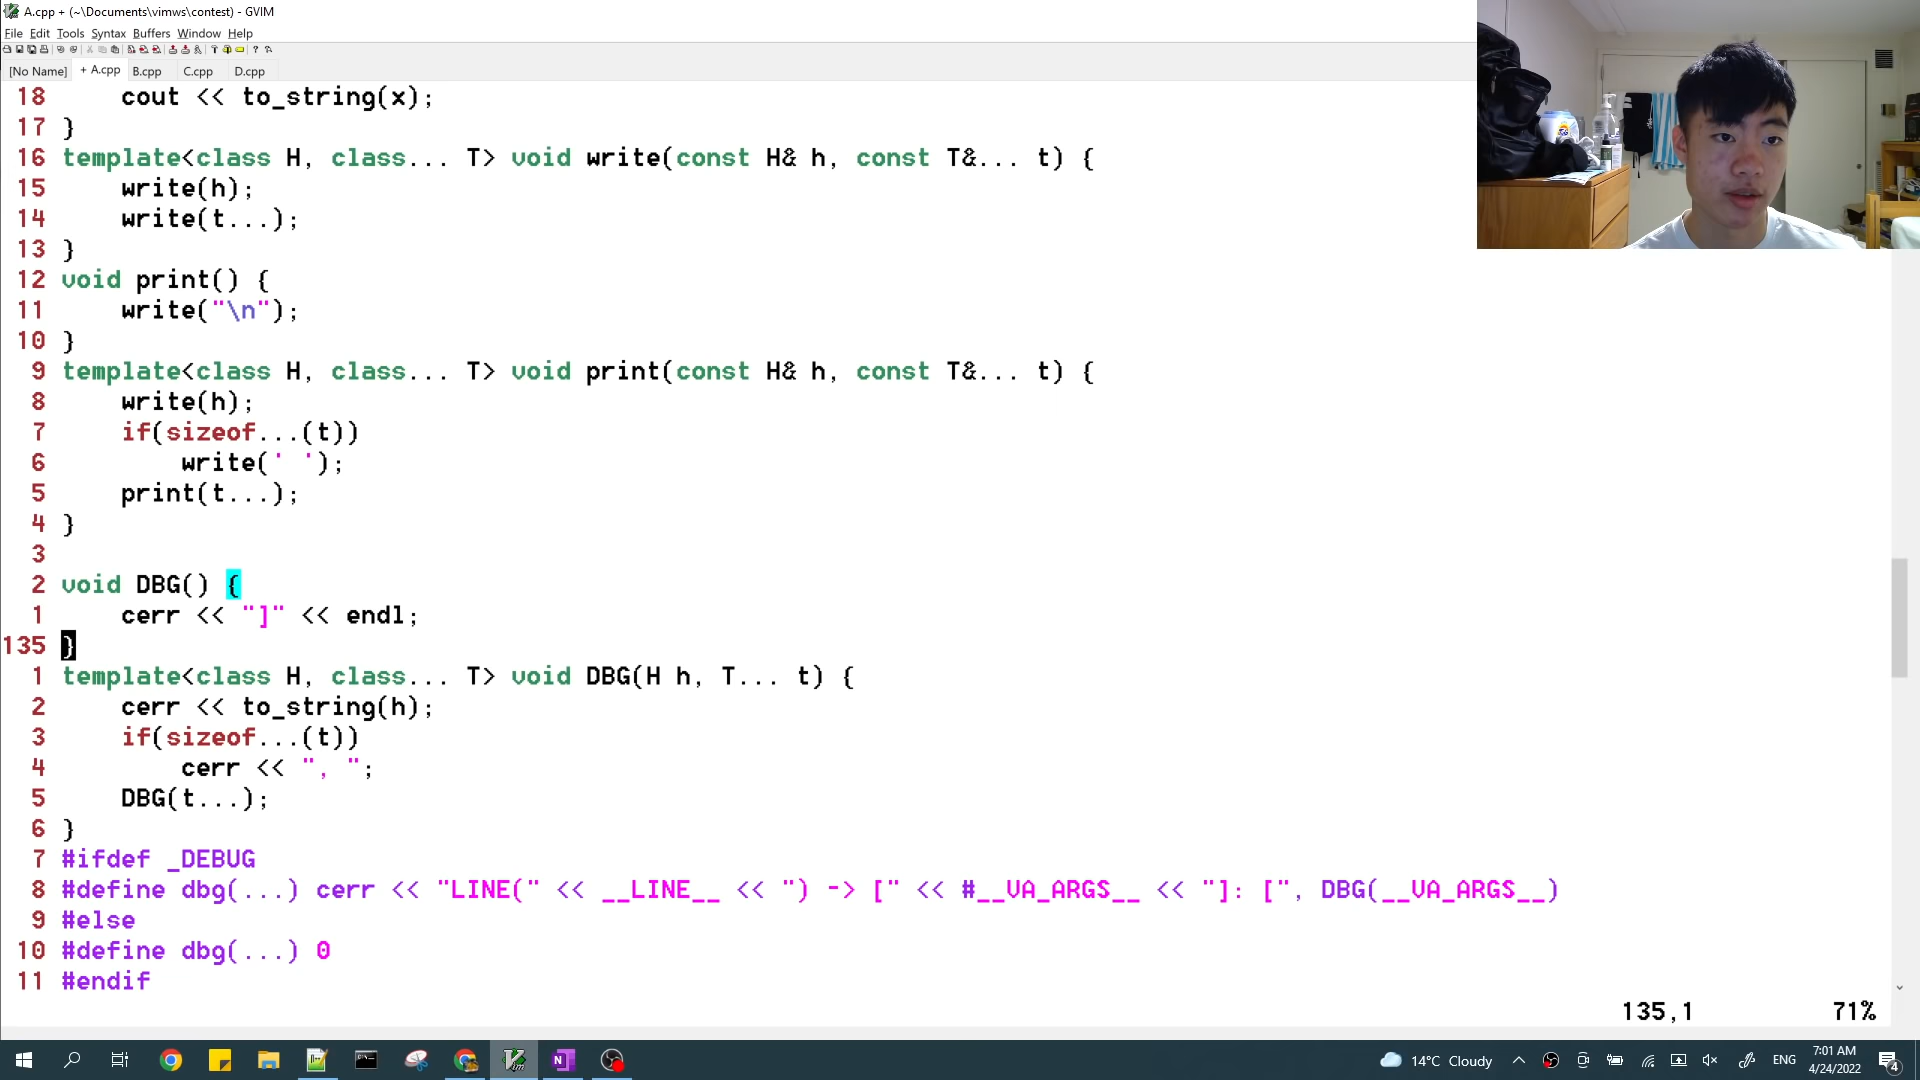 A.cpp + (~\Documents\vimws\contest) - GVIM
File Edit Tools Syntax Buffers Window Help
[No Name] + A.cpp B.cpp C.cpp D.cpp
18 cout << to_string(x);
17 }
16 template<class H, class... T> void write(const H& h, const T&... t) {
15 write(h);
14 write(t...);
13 }
12 void print() {
11 write("\n");
10 }
9 template<class H, class... T> void print(const H& h, const T&... t) {
8 write(h);
7 if(sizeof...(t))
6 write(' ');
5 print(t...);
4 }
3
2 void DBG() {
1 cerr << "]" << endl;
135 }
1 template<class H, class... T> void DBG(H h, T... t) {
2 cerr << to_string(h);
3 if(sizeof...(t))
4 cerr << ", ";
5 DBG(t...);
6 }
7 #ifdef _DEBUG
8 #define dbg(...) cerr << "LINE(" << __LINE__ << ") -> [" << #__VA_ARGS__ << "]: [", DBG(__VA_ARGS__)
9 #else
10 #define dbg(...) 0
11 #endif
135,1 71%
14°C Cloudy ENG 7:01 AM
4/24/2022
4